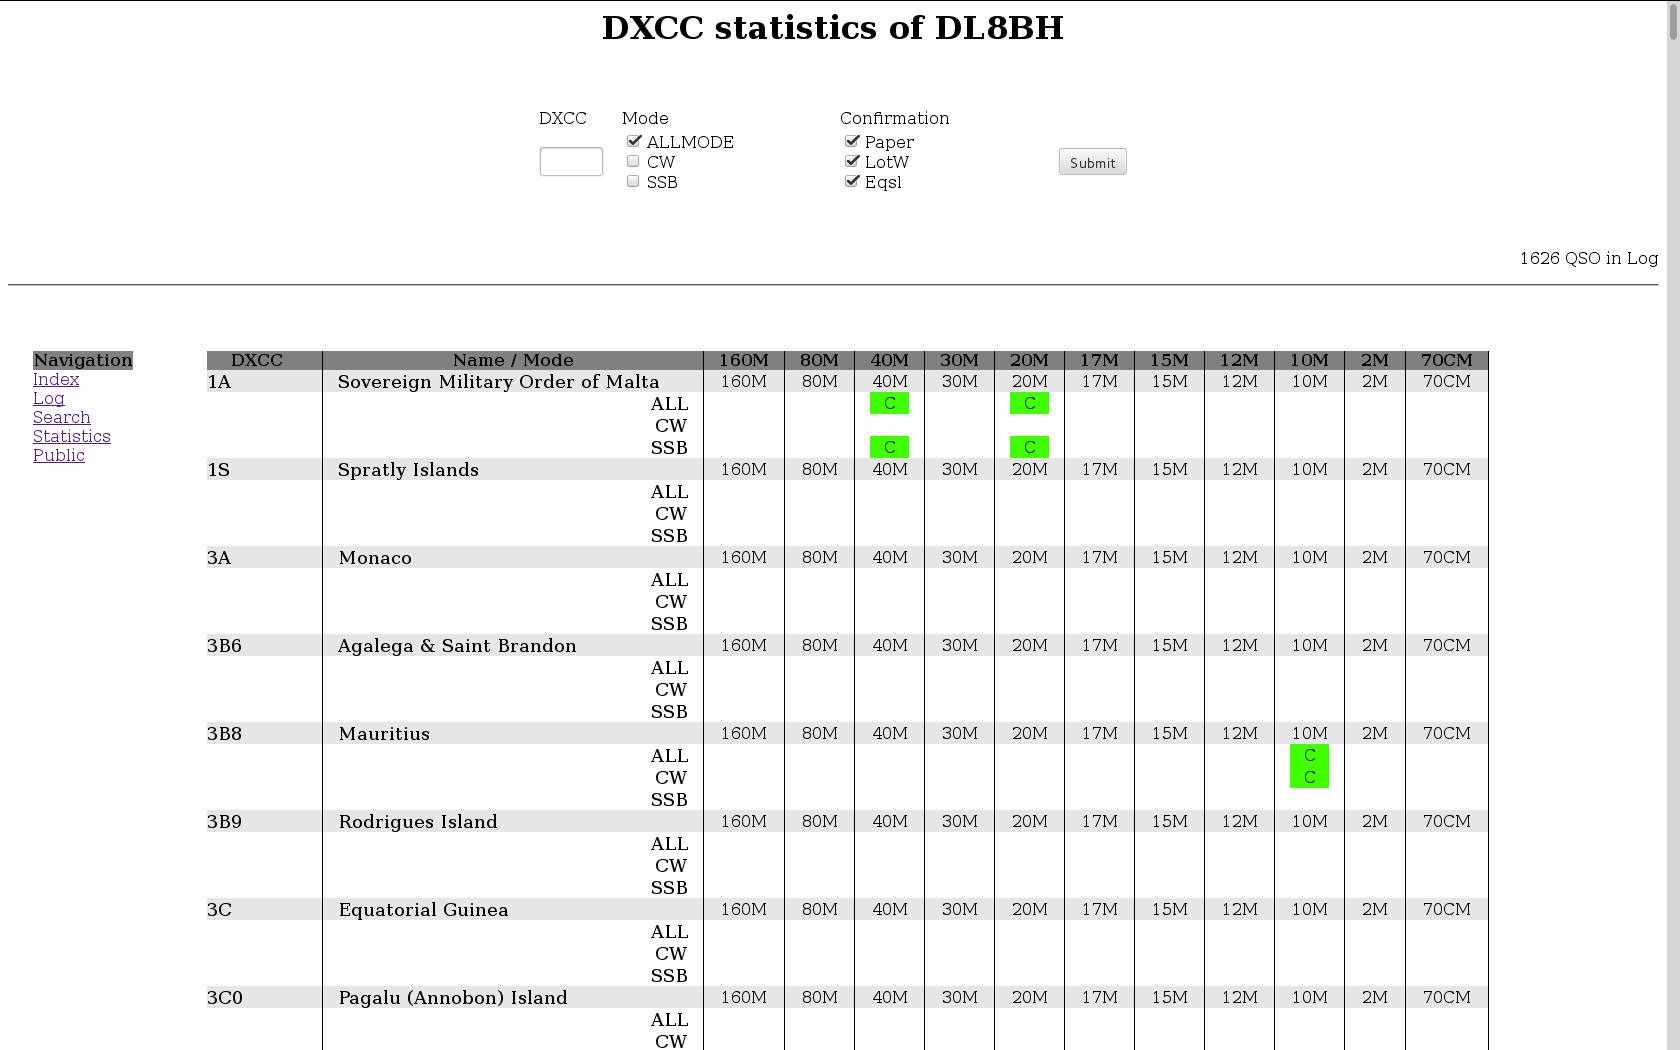 DXCC statistics of DL8BH
DXCC Mode Confirmation
ALLMODE Paper
CW LotW Submit
SSB Eqsl
1626 QSO in Log
Navigation
Index
Log
Search
Statistics
Public
DXCC Name / Mode 160M 80M 40M 30M 20M 17M 15M 12M 10M 2M 70CM
1A Sovereign Military Order of Malta 160M 80M 40M 30M 20M 17M 15M 12M 10M 2M 70CM
ALL C C
CW
SSB C C
1S Spratly Islands 160M 80M 40M 30M 20M 17M 15M 12M 10M 2M 70CM
ALL
CW
SSB
3A Monaco 160M 80M 40M 30M 20M 17M 15M 12M 10M 2M 70CM
ALL
CW
SSB
3B6 Agalega & Saint Brandon 160M 80M 40M 30M 20M 17M 15M 12M 10M 2M 70CM
ALL
CW
SSB
3B8 Mauritius 160M 80M 40M 30M 20M 17M 15M 12M 10M 2M 70CM
ALL C
CW C
SSB
3B9 Rodrigues Island 160M 80M 40M 30M 20M 17M 15M 12M 10M 2M 70CM
ALL
CW
SSB
3C Equatorial Guinea 160M 80M 40M 30M 20M 17M 15M 12M 10M 2M 70CM
ALL
CW
SSB
3C0 Pagalu (Annobon) Island 160M 80M 40M 30M 20M 17M 15M 12M 10M 2M 70CM
ALL
CW